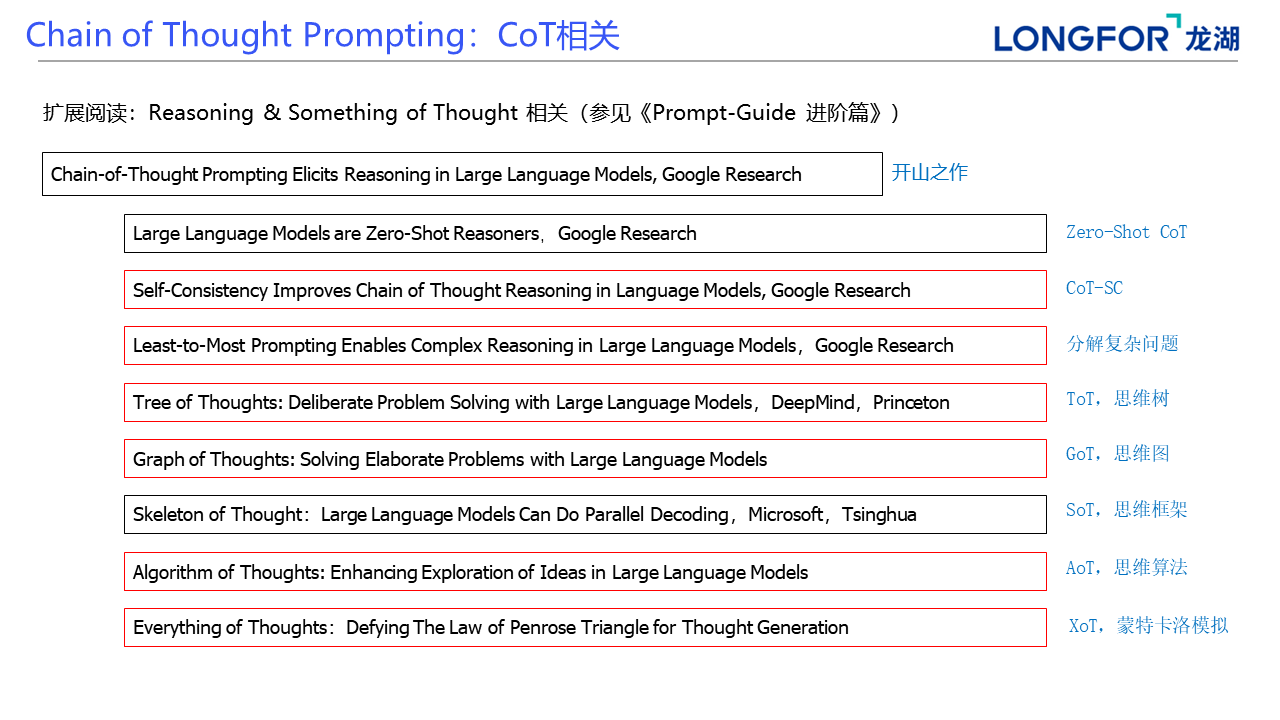 Chain of Thought Prompting：CoT相关
LONGFOR 龙湖
扩展阅读：Reasoning & Something of Thought 相关（参见《Prompt-Guide 进阶篇》）
Chain-of-Thought Prompting Elicits Reasoning in Large Language Models, Google Research 开山之作
Large Language Models are Zero-Shot Reasoners，Google Research Zero-Shot CoT
Self-Consistency Improves Chain of Thought Reasoning in Language Models, Google Research CoT-SC
Least-to-Most Prompting Enables Complex Reasoning in Large Language Models，Google Research 分解复杂问题
Tree of Thoughts: Deliberate Problem Solving with Large Language Models，DeepMind，Princeton ToT，思维树
Graph of Thoughts: Solving Elaborate Problems with Large Language Models GoT，思维图
Skeleton of Thought：Large Language Models Can Do Parallel Decoding，Microsoft，Tsinghua SoT，思维框架
Algorithm of Thoughts: Enhancing Exploration of Ideas in Large Language Models AoT，思维算法
Everything of Thoughts：Defying The Law of Penrose Triangle for Thought Generation XoT，蒙特卡洛模拟